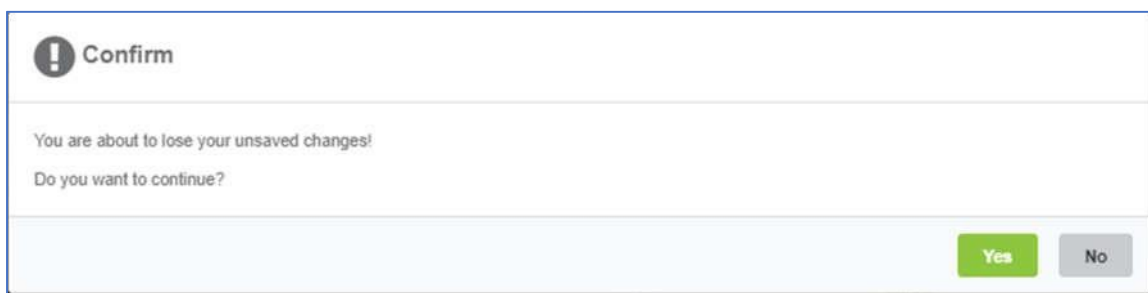 Confirm
You are about to lose your unsaved changes!
Do you want to continue?
Yes No